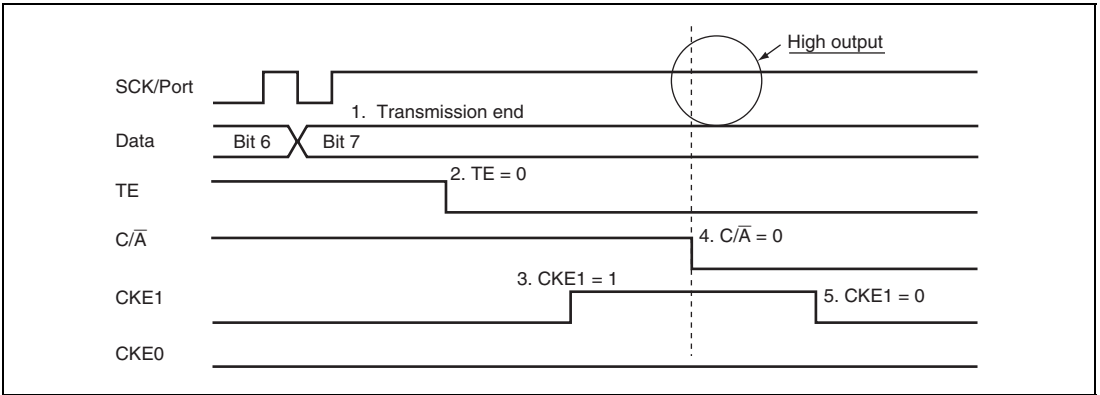 High output
SCK/Port
1. Transmission end
Data Bit 6 Bit 7
2. TE = 0
TE
C/A̅ 4. C/A̅ = 0
3. CKE1 = 1
CKE1 5. CKE1 = 0
CKE0